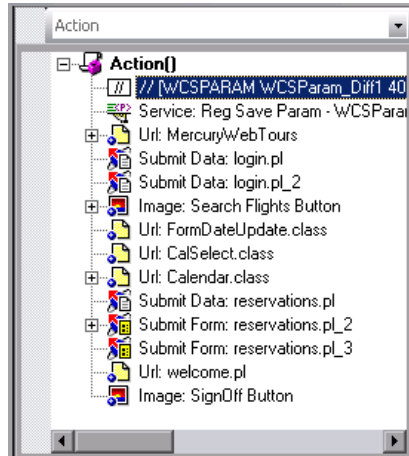 Action
Action()
// // [WCSPARAM WCSParam_Diff1 40
Service: Reg Save Param - WCSParar
Url: MercuryWebTours
Submit Data: login.pl
Submit Data: login.pl_2
Image: Search Flights Button
Url: FormDateUpdate.class
Url: CalSelect.class
Url: Calendar.class
Submit Data: reservations.pl
Submit Form: reservations.pl_2
Submit Form: reservations.pl_3
Url: welcome.pl
Image: SignOff Button